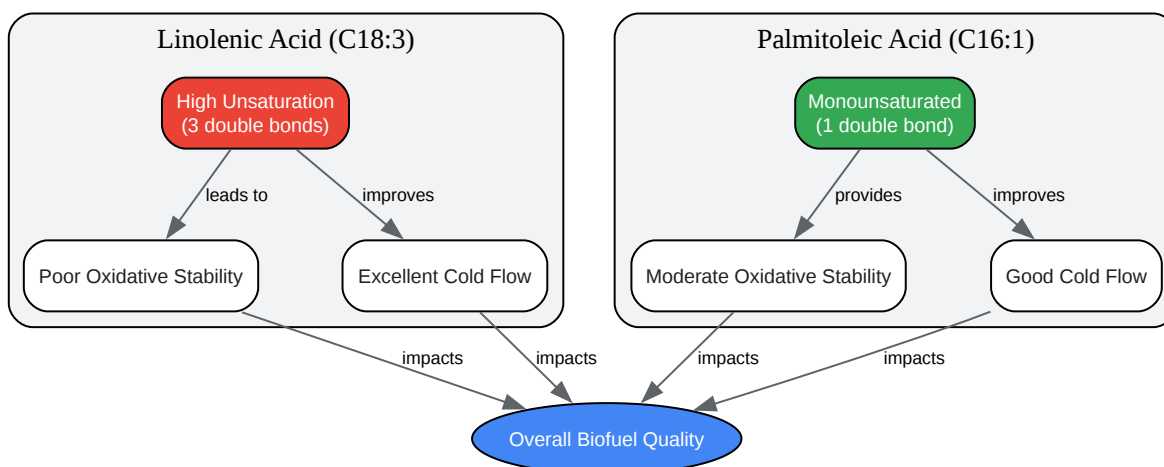 Linolenic Acid (C18:3)
Palmitoleic Acid (C16:1)
High Unsaturation
(3 double bonds)
Monounsaturated
(1 double bond)
leads to
improves
provides
improves
Poor Oxidative Stability
Excellent Cold Flow
Moderate Oxidative Stability
Good Cold Flow
impacts
impacts
impacts
impacts
Overall Biofuel Quality